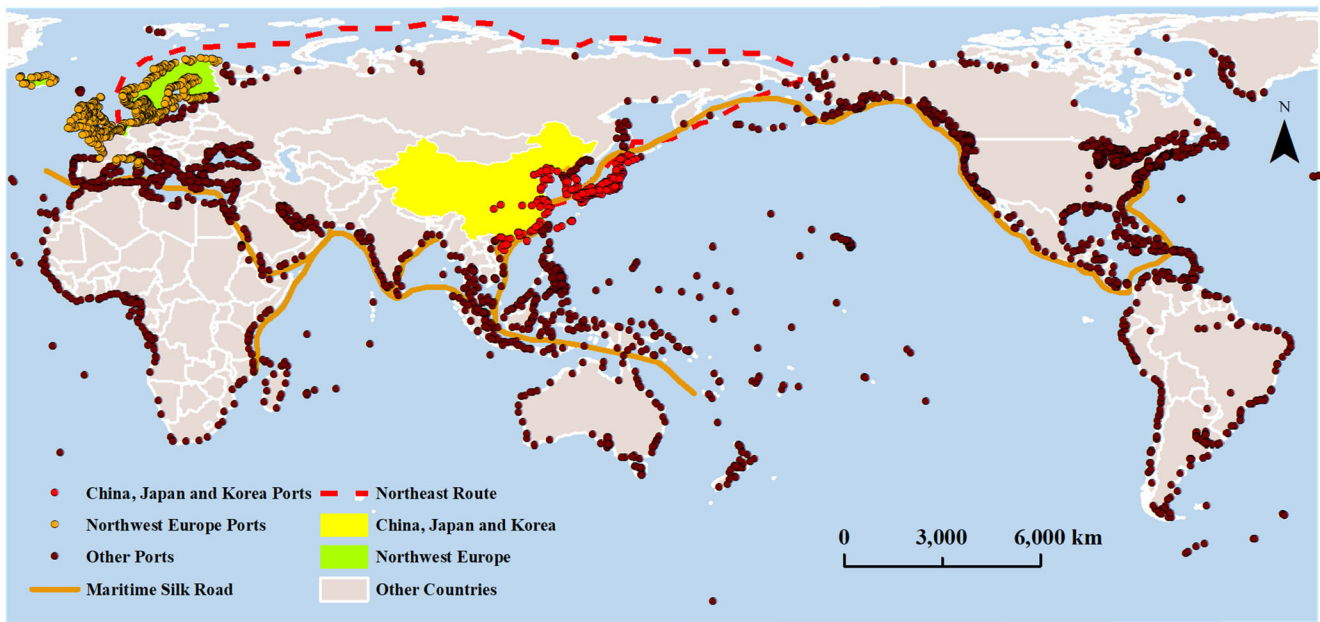 N
China, Japan and Korea Ports
Northeast Route
Northwest Europe Ports
China, Japan and Korea
Other Ports
Northwest Europe
Maritime Silk Road
Other Countries
0 3,000 6,000 km